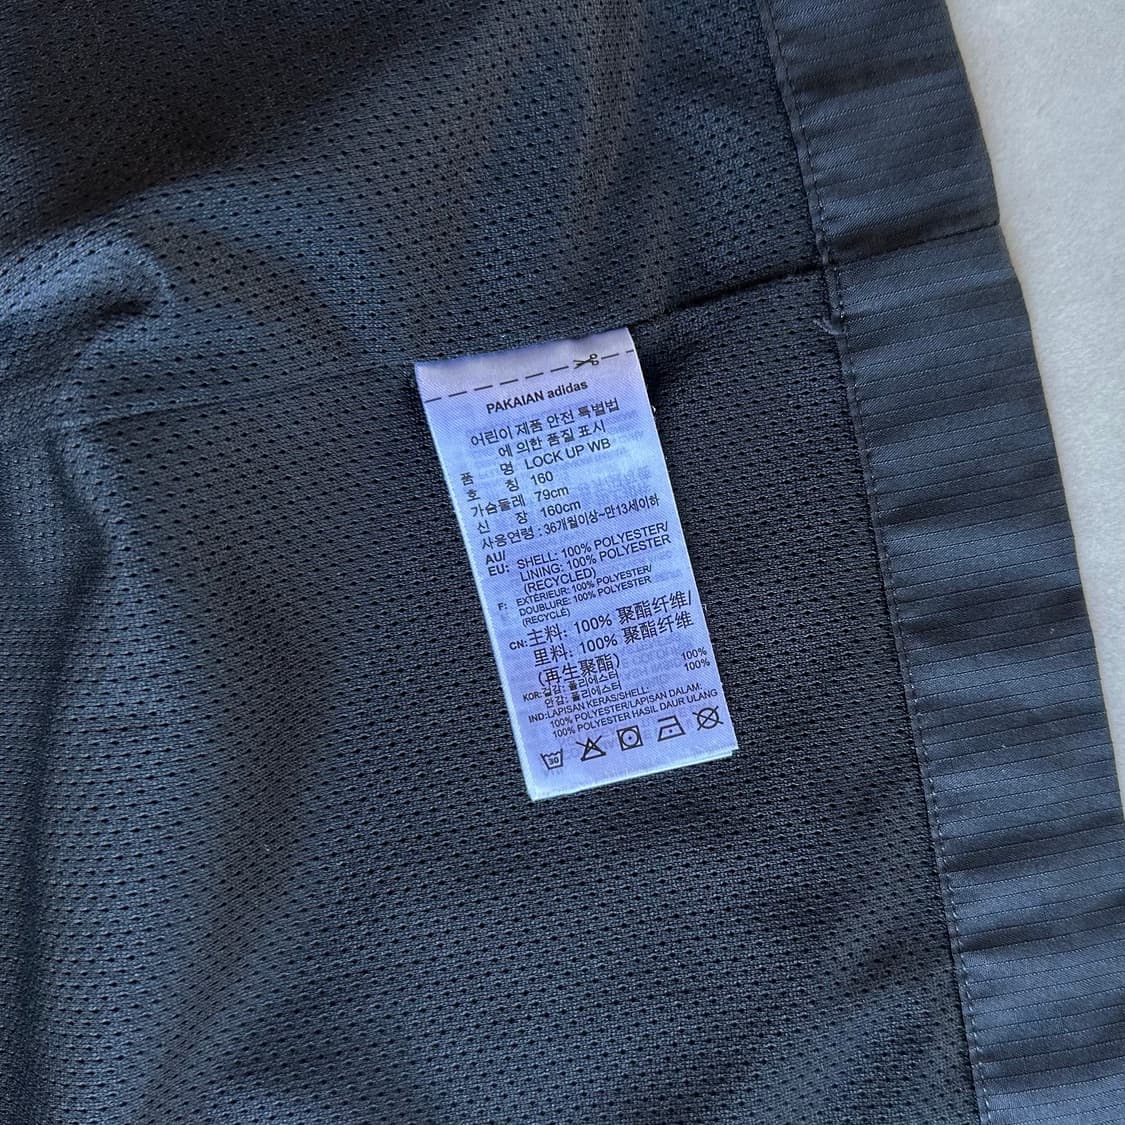 PAKAIAN adidas
어린이 제품 안전 특별법
에 의한 품질 표시
품 명 LOCK UP WB
호 칭 160
가슴둘레 79cm
신 장 160cm
사용연령 : 36개월이상~만13세이하
AU/
EU: SHELL: 100% POLYESTER/
LINING: 100% POLYESTER
(RECYCLED)
F: EXTÉRIEUR: 100% POLYESTER/
DOUBLURE: 100% POLYESTER
(RECYCLÉ)
CN: 主料: 100% 聚酯纤维/
里料: 100% 聚酯纤维
(再生聚酯)
KOR: 겉감: 폴리에스터 100%
안감: 폴리에스터 100%
IND: LAPISAN KERAS/SHELL:
100% POLYESTER/LAPISAN DALAM:
100% POLYESTER HASIL DAUR ULANG
30